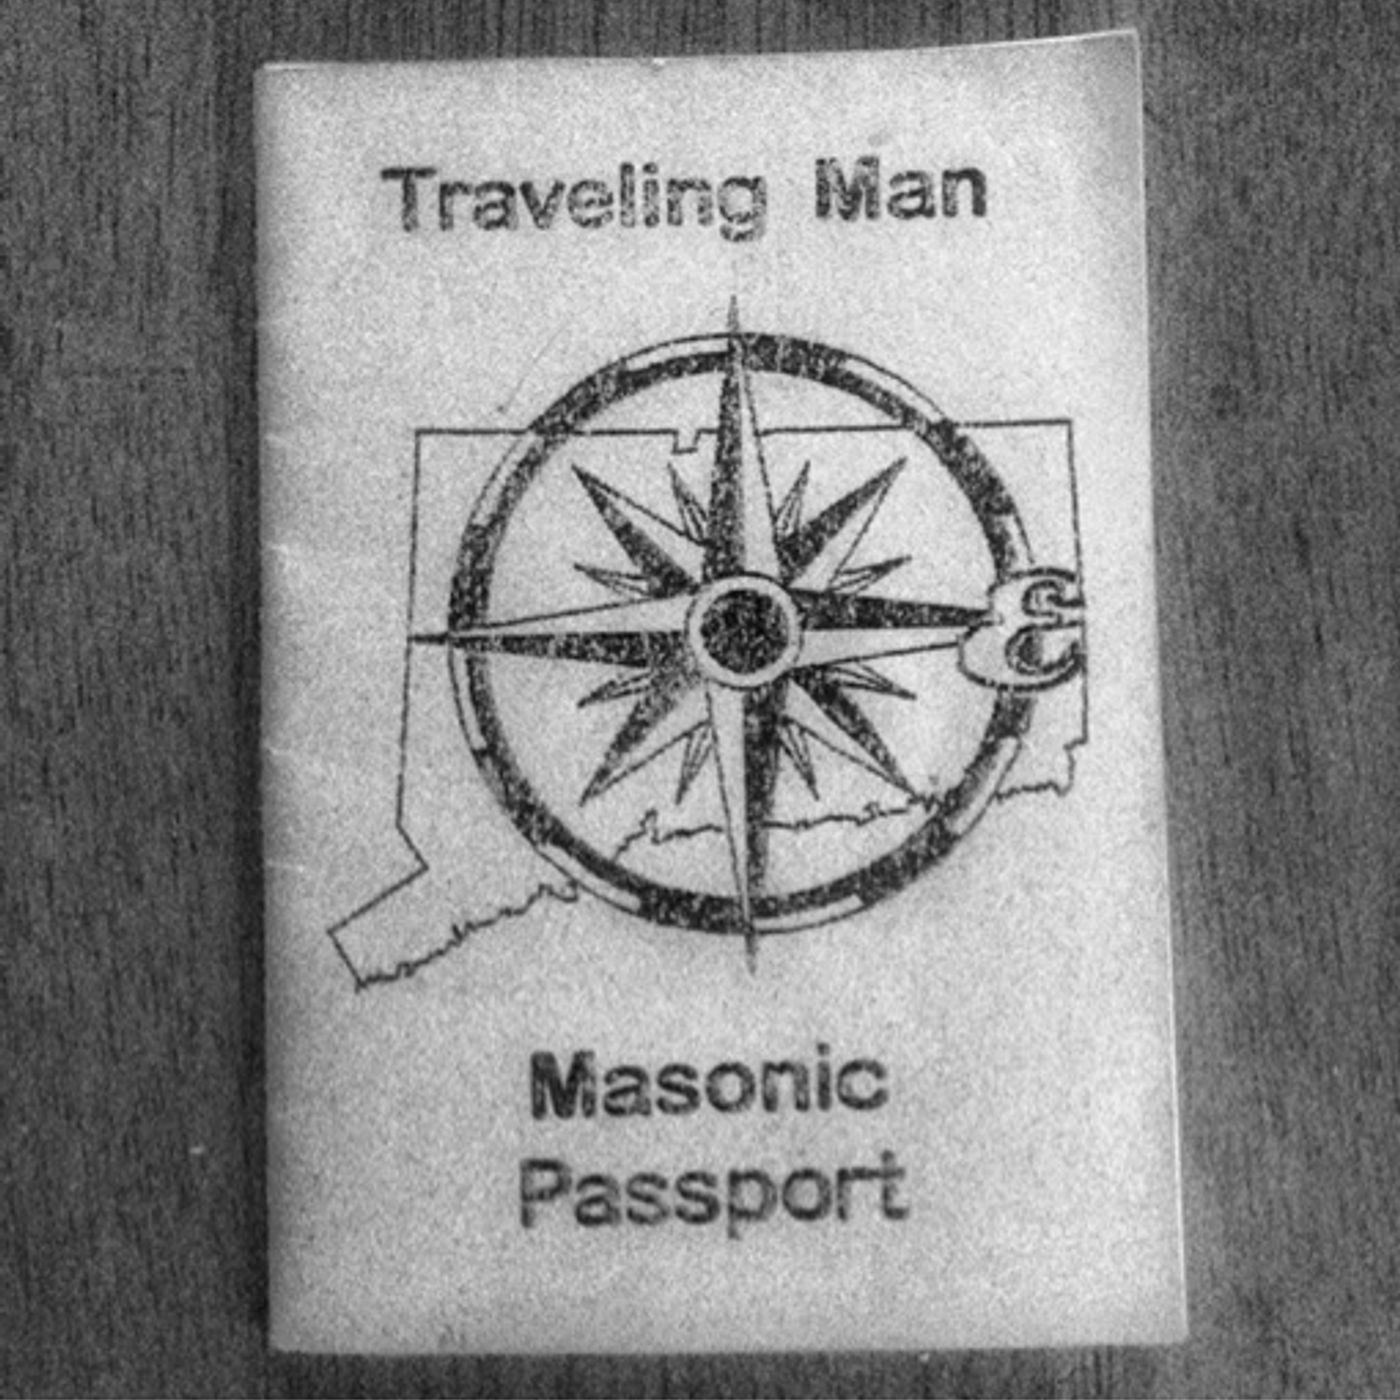 Traveling Man
E
Masonic
Passport